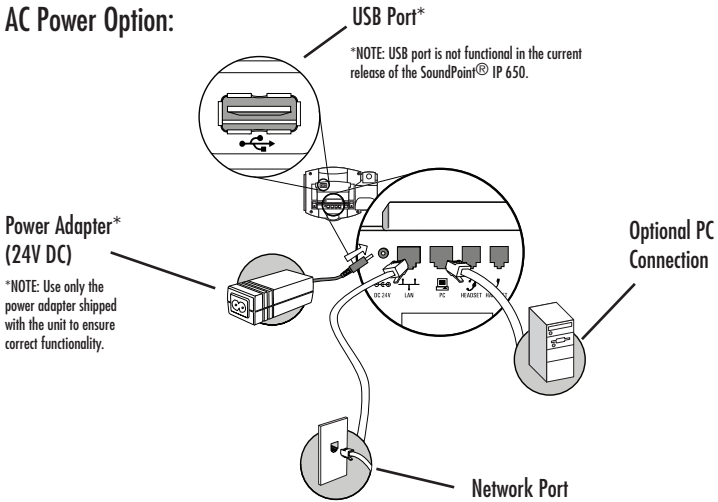 AC Power Option:
USB Port*
*NOTE: USB port is not functional in the current
release of the SoundPoint® IP 650.
Power Adapter*
(24V DC)
*NOTE: Use only the
power adapter shipped
with the unit to ensure
correct functionality.
Optional PC
Connection
DC 24V LAN PC HEADSET
Network Port